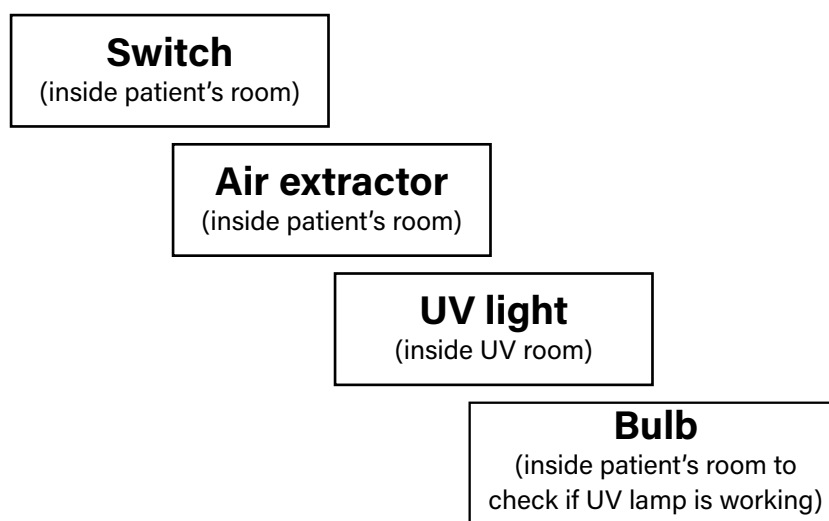 Switch
(inside patient’s room)
Air extractor
(inside patient’s room)
UV light
(inside UV room)
Bulb
(inside patient’s room to
check if UV lamp is working)